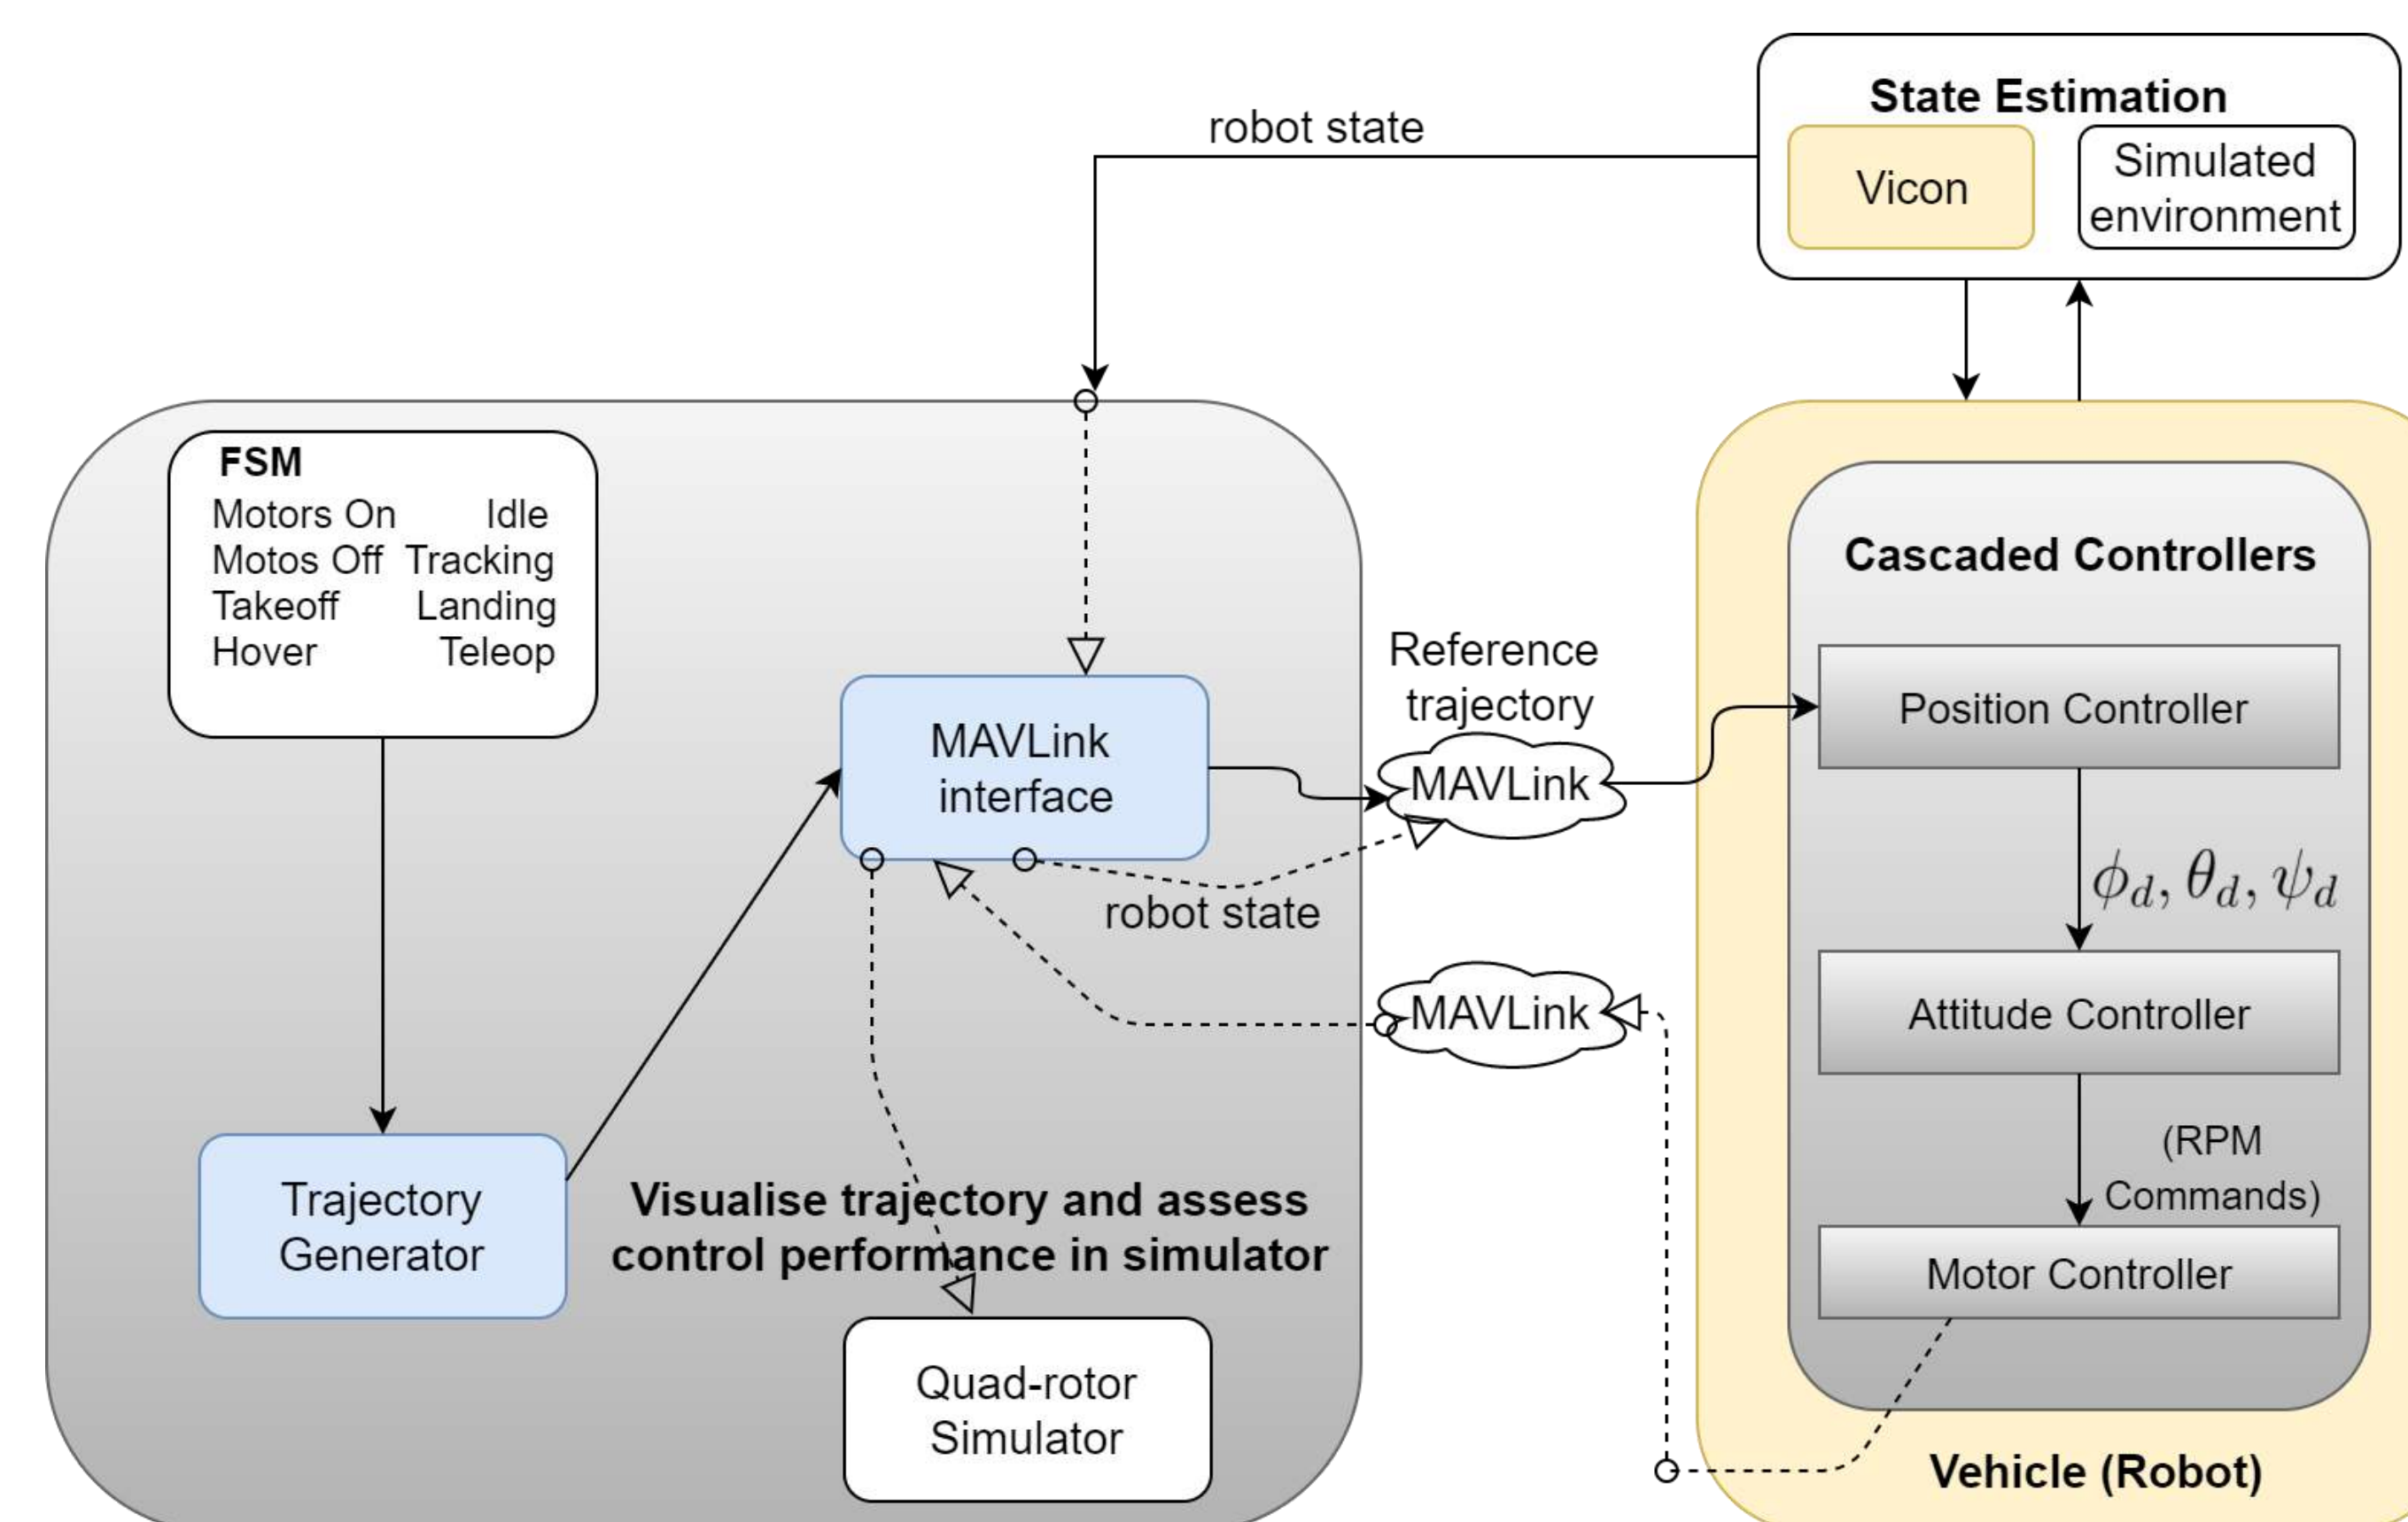 State Estimation
robot state
Vicon
Simulated
environment
FSM
Motors On Idle
Motos Off Tracking
Takeoff Landing
Hover Teleop
MAVLink
interface
Reference
trajectory
MAVLink
robot state
MAVLink
Trajectory
Generator
Visualise trajectory and assess
control performance in simulator
Quad-rotor
Simulator
Cascaded Controllers
Position Controller
ϕd, θd, ψd
Attitude Controller
(RPM
Commands)
Motor Controller
Vehicle (Robot)